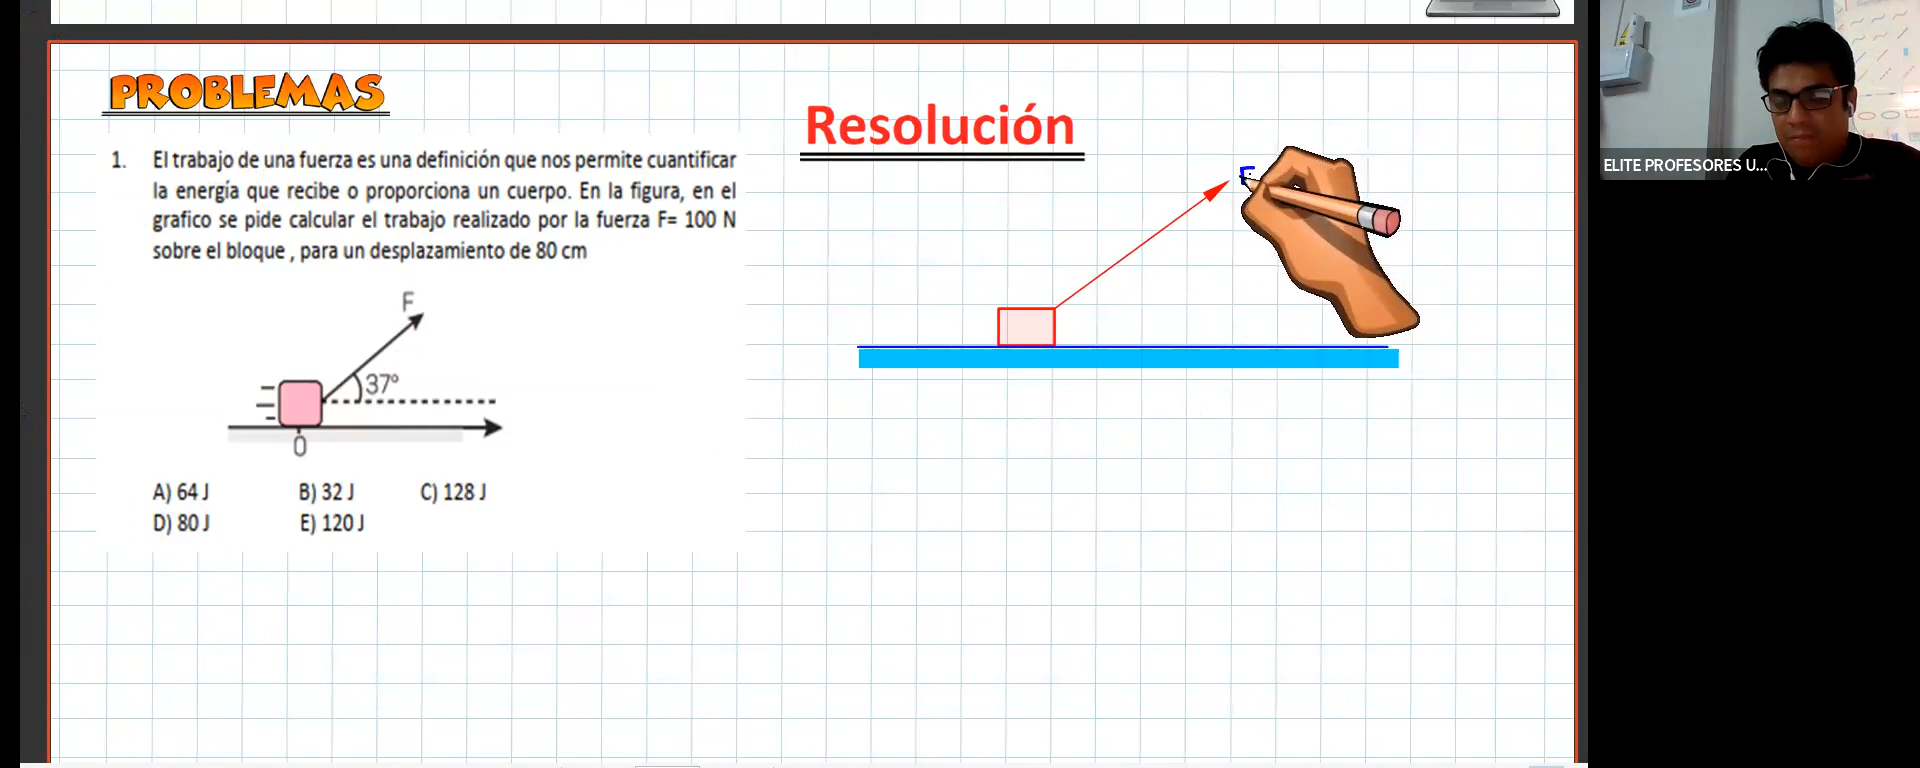 PROBLEMAS
Resolución
1. El trabajo de una fuerza es una definición que nos permite cuantificar
la energía que recibe o proporciona un cuerpo. En la figura, en el
grafico se pide calcular el trabajo realizado por la fuerza F= 100 N
sobre el bloque , para un desplazamiento de 80 cm
F
37º
0
A) 64 J B) 32 J C) 128 J
D) 80 J E) 120 J
F
ELITE PROFESORES U...